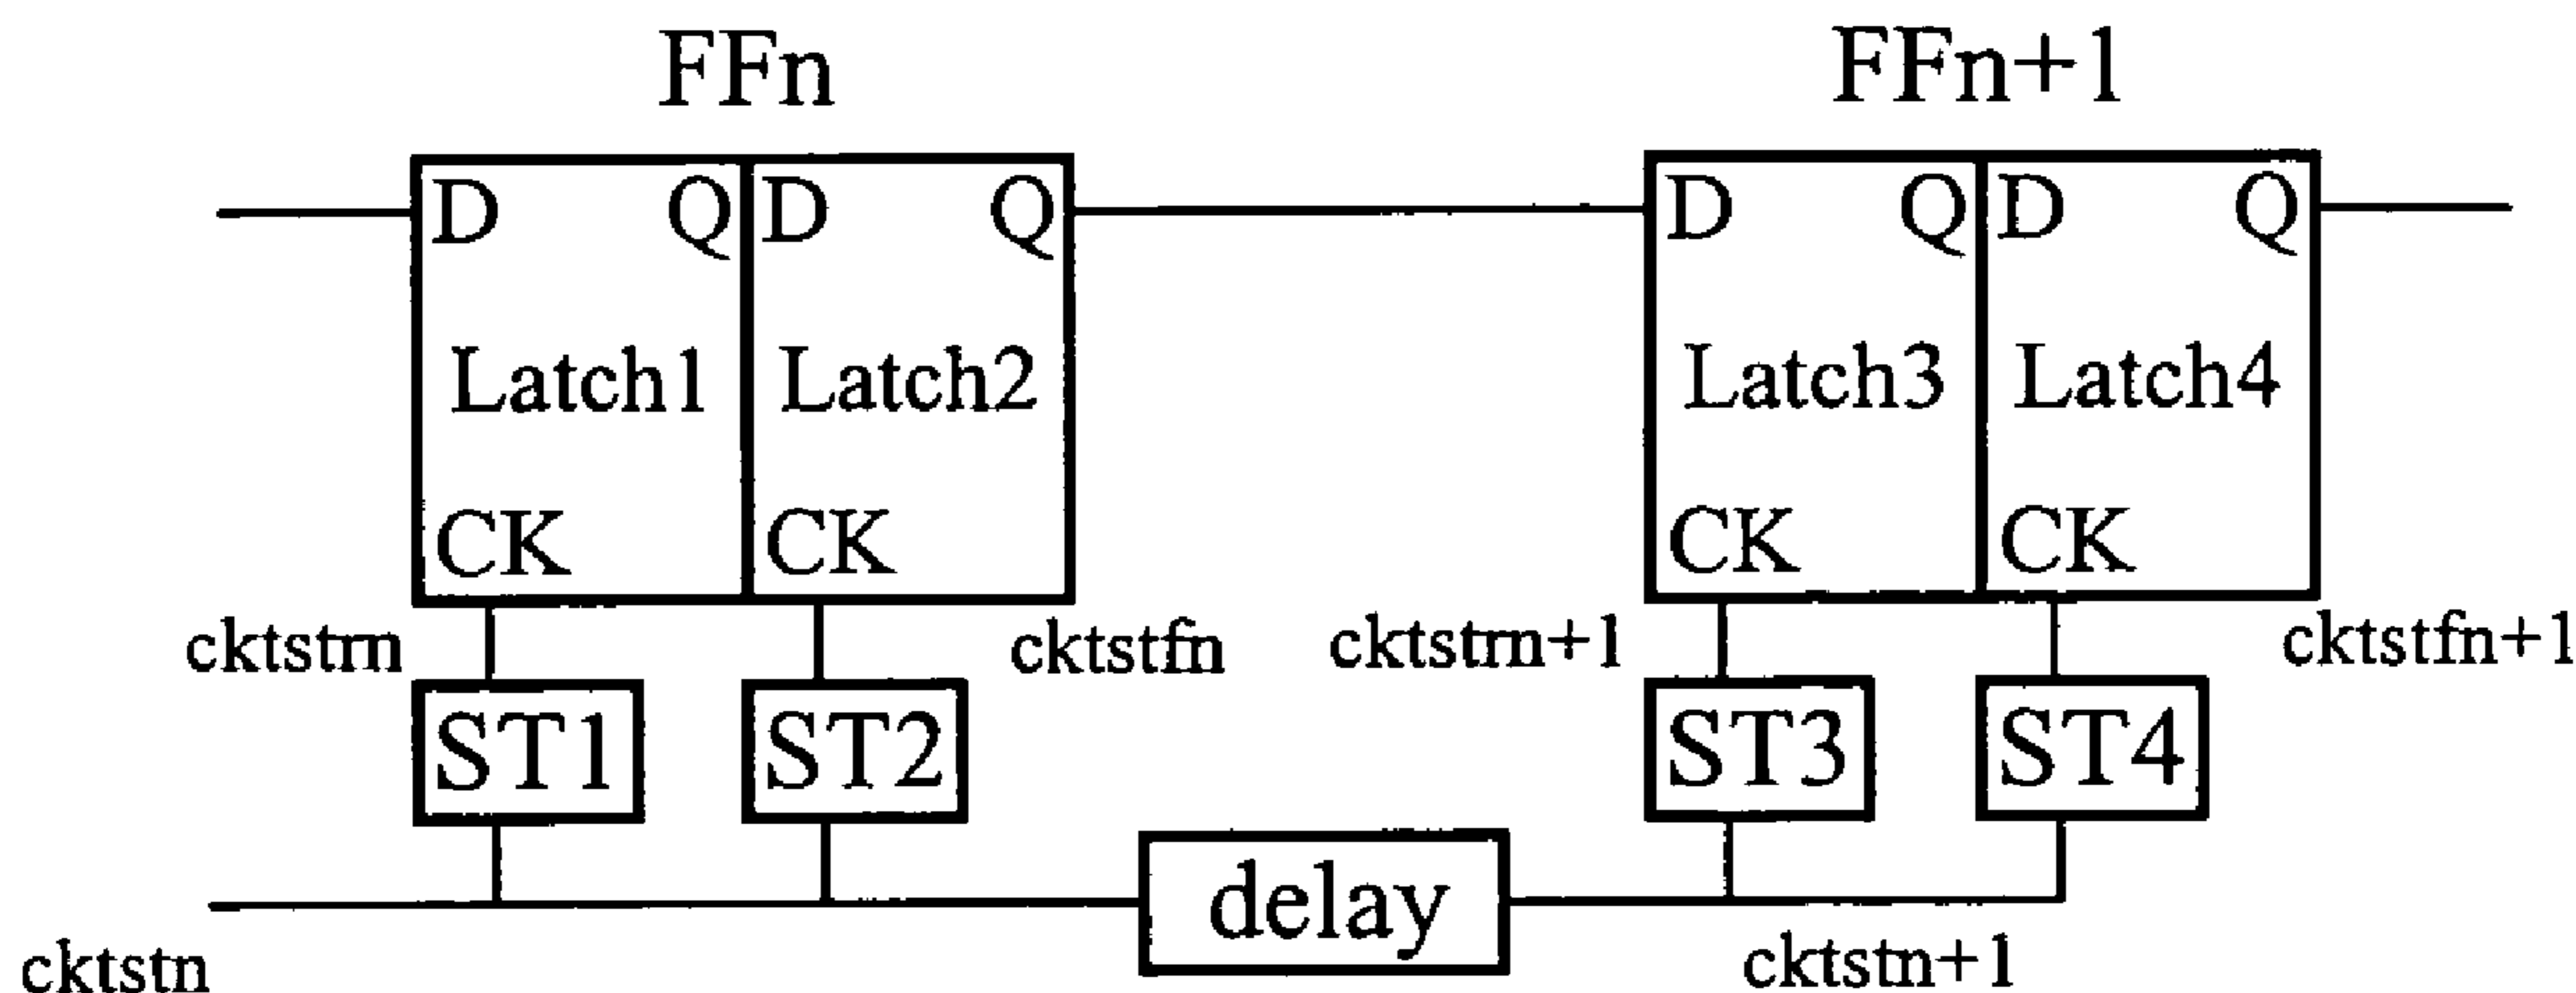 FFn FFn+1
D Q D Q D Q D Q
Latch1 Latch2 Latch3 Latch4
CK CK CK CK
cktstrn cktstfn cktstrn+1 cktstfn+1
ST1 ST2 ST3 ST4
delay
cktstn cktstn+1